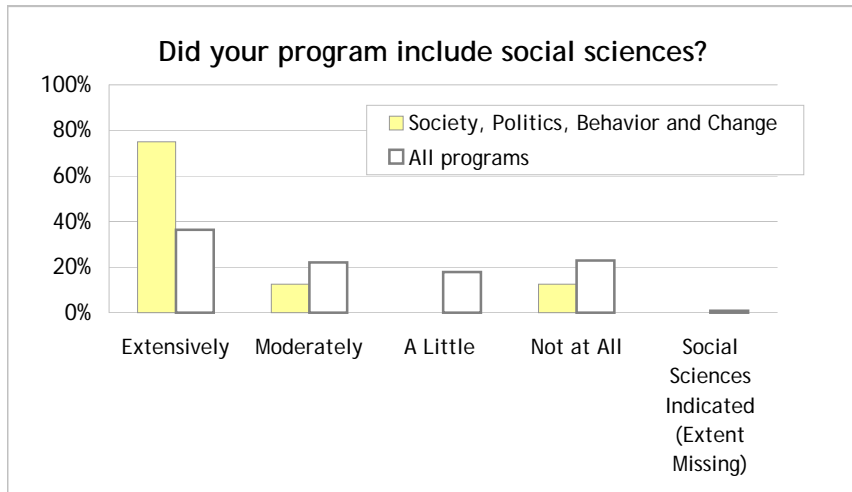 Did your program include social sciences?
100%
80%
60%
40%
20%
0%
Society, Politics, Behavior and Change
All programs
Extensively
Moderately
A Little
Not at All
Social
Sciences
Indicated
(Extent
Missing)